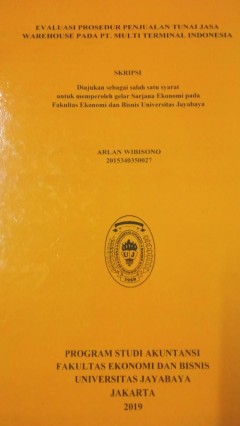 EVALUASI PROSEDUR PENJUALAN TUNAI JASA
WAREHOUSE PADA PT. MULTI TERMINAL INDONESIA
SKRIPSI
Diajukan sebagai salah satu syarat
untuk memperoleh gelar Sarjana Ekonomi pada
Fakultas Ekonomi dan Bisnis Universitas Jayabaya
ARLAN WIBISONO
2015340350027
PROGRAM STUDI AKUNTANSI
FAKULTAS EKONOMI DAN BISNIS
UNIVERSITAS JAYABAYA
JAKARTA
2019